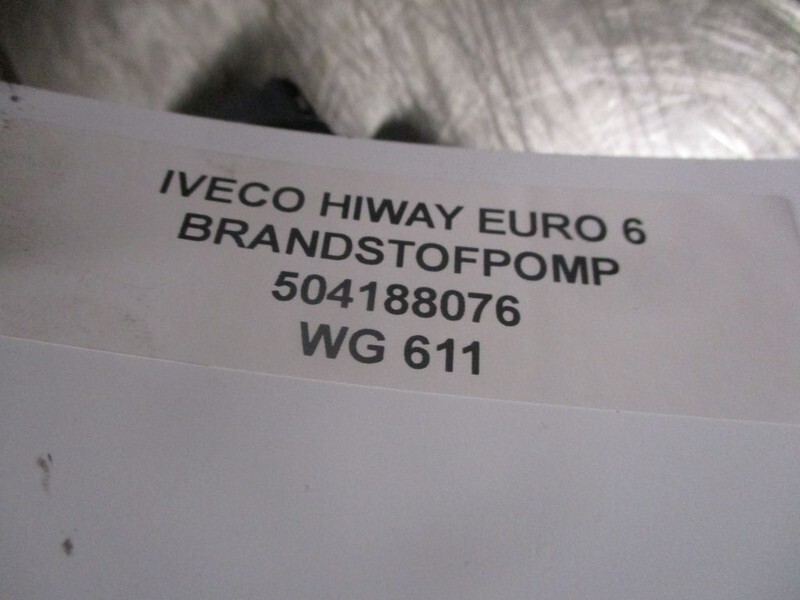 IVECO HIWAY EURO 6
BRANDSTOFPOMP
504188076
WG 611